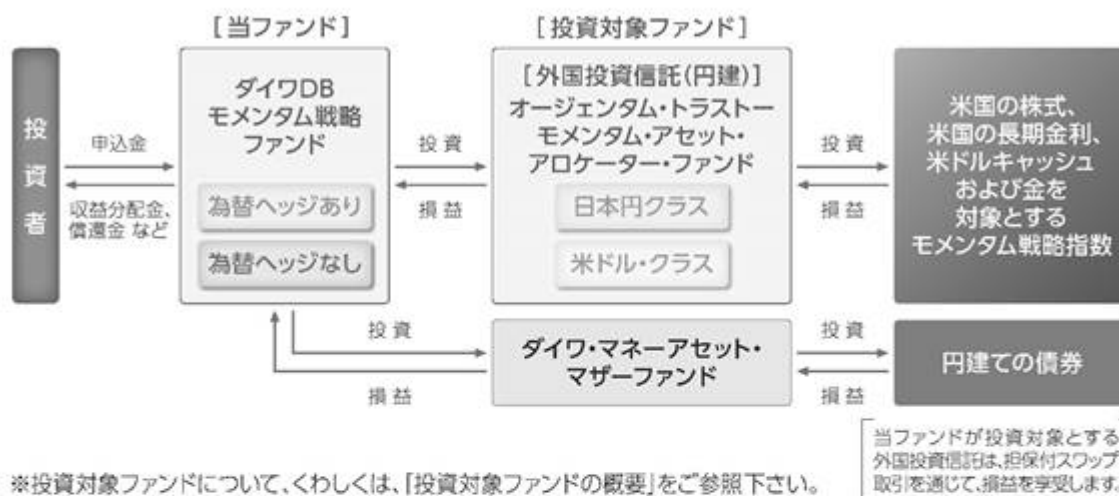 [当ファンド]
[投資対象ファンド]
投資者
申込金
収益分配金、
償還金 など
ダイワDB
モメンタム戦略
ファンド
為替ヘッジあり
為替ヘッジなし
投資
損益
[外国投資信託(円建)]
オージェンタム・トラスト－
モメンタム・アセット・
アロケーター・ファンド
日本円クラス
米ドル・クラス
投資
損益
米国の株式、
米国の長期金利、
米ドルキャッシュ
および金を
対象とする
モメンタム戦略指数
投資
損益
ダイワ・マネーアセット・
マザーファンド
投資
損益
円建ての債券
当ファンドが投資対象とする
外国投資信託は、担保付スワップ
取引を通じて、損益を享受します
※投資対象ファンドについて、くわしくは、「投資対象ファンドの概要」をご参照下さい。